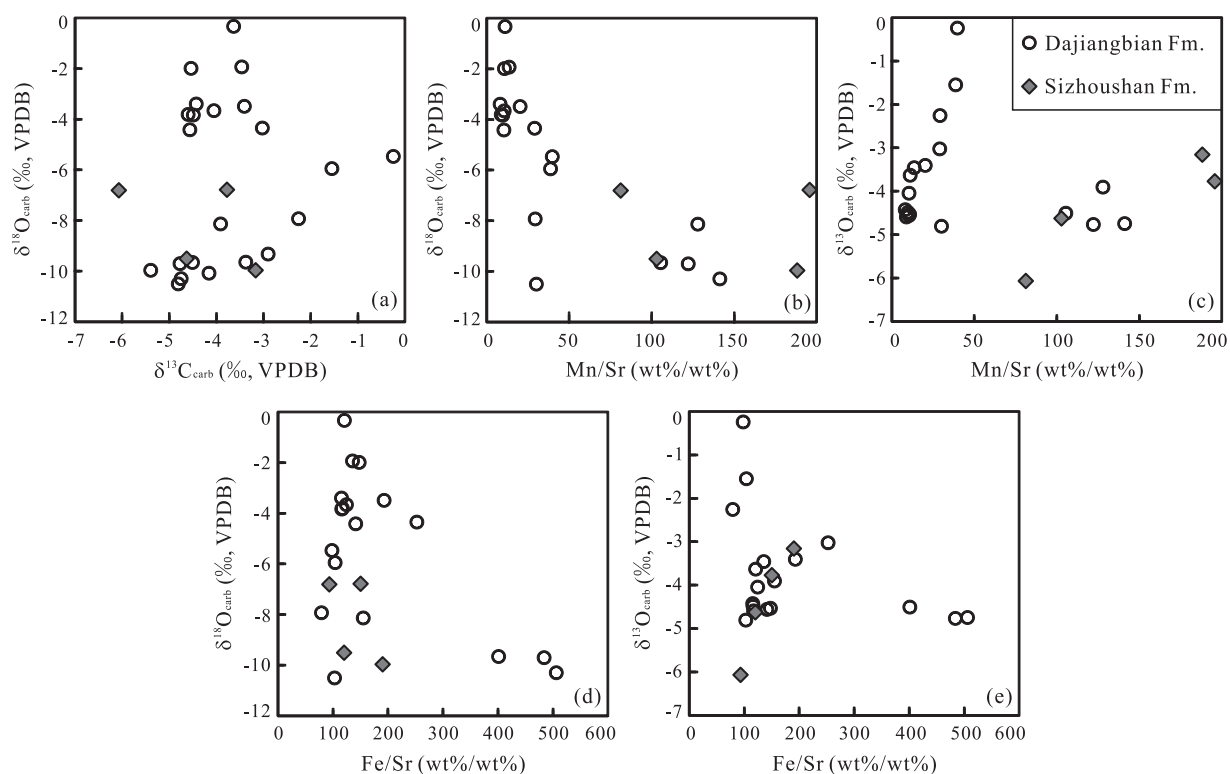 0
-2
-4
-6
-8
-10
-12
δ¹⁸Ocarb (‰, VPDB)
-7 -6 -5 -4 -3 -2 -1 0
δ¹³Ccarb (‰, VPDB)
(a)
0
-2
-4
-6
-8
-10
-12
δ¹⁸Ocarb (‰, VPDB)
0 50 100 150 200
Mn/Sr (wt%/wt%)
(b)
0
-1
-2
-3
-4
-5
-6
-7
δ¹³Ocarb (‰, VPDB)
0 50 100 150 200
Mn/Sr (wt%/wt%)
(c)
Dajiangbian Fm.
Sizhoushan Fm.
0
-2
-4
-6
-8
-10
-12
δ¹⁸Ocarb (‰, VPDB)
0 100 200 300 400 500 600
Fe/Sr (wt%/wt%)
(d)
0
-1
-2
-3
-4
-5
-6
-7
δ¹³Ocarb (‰, VPDB)
0 100 200 300 400 500 600
Fe/Sr (wt%/wt%)
(e)